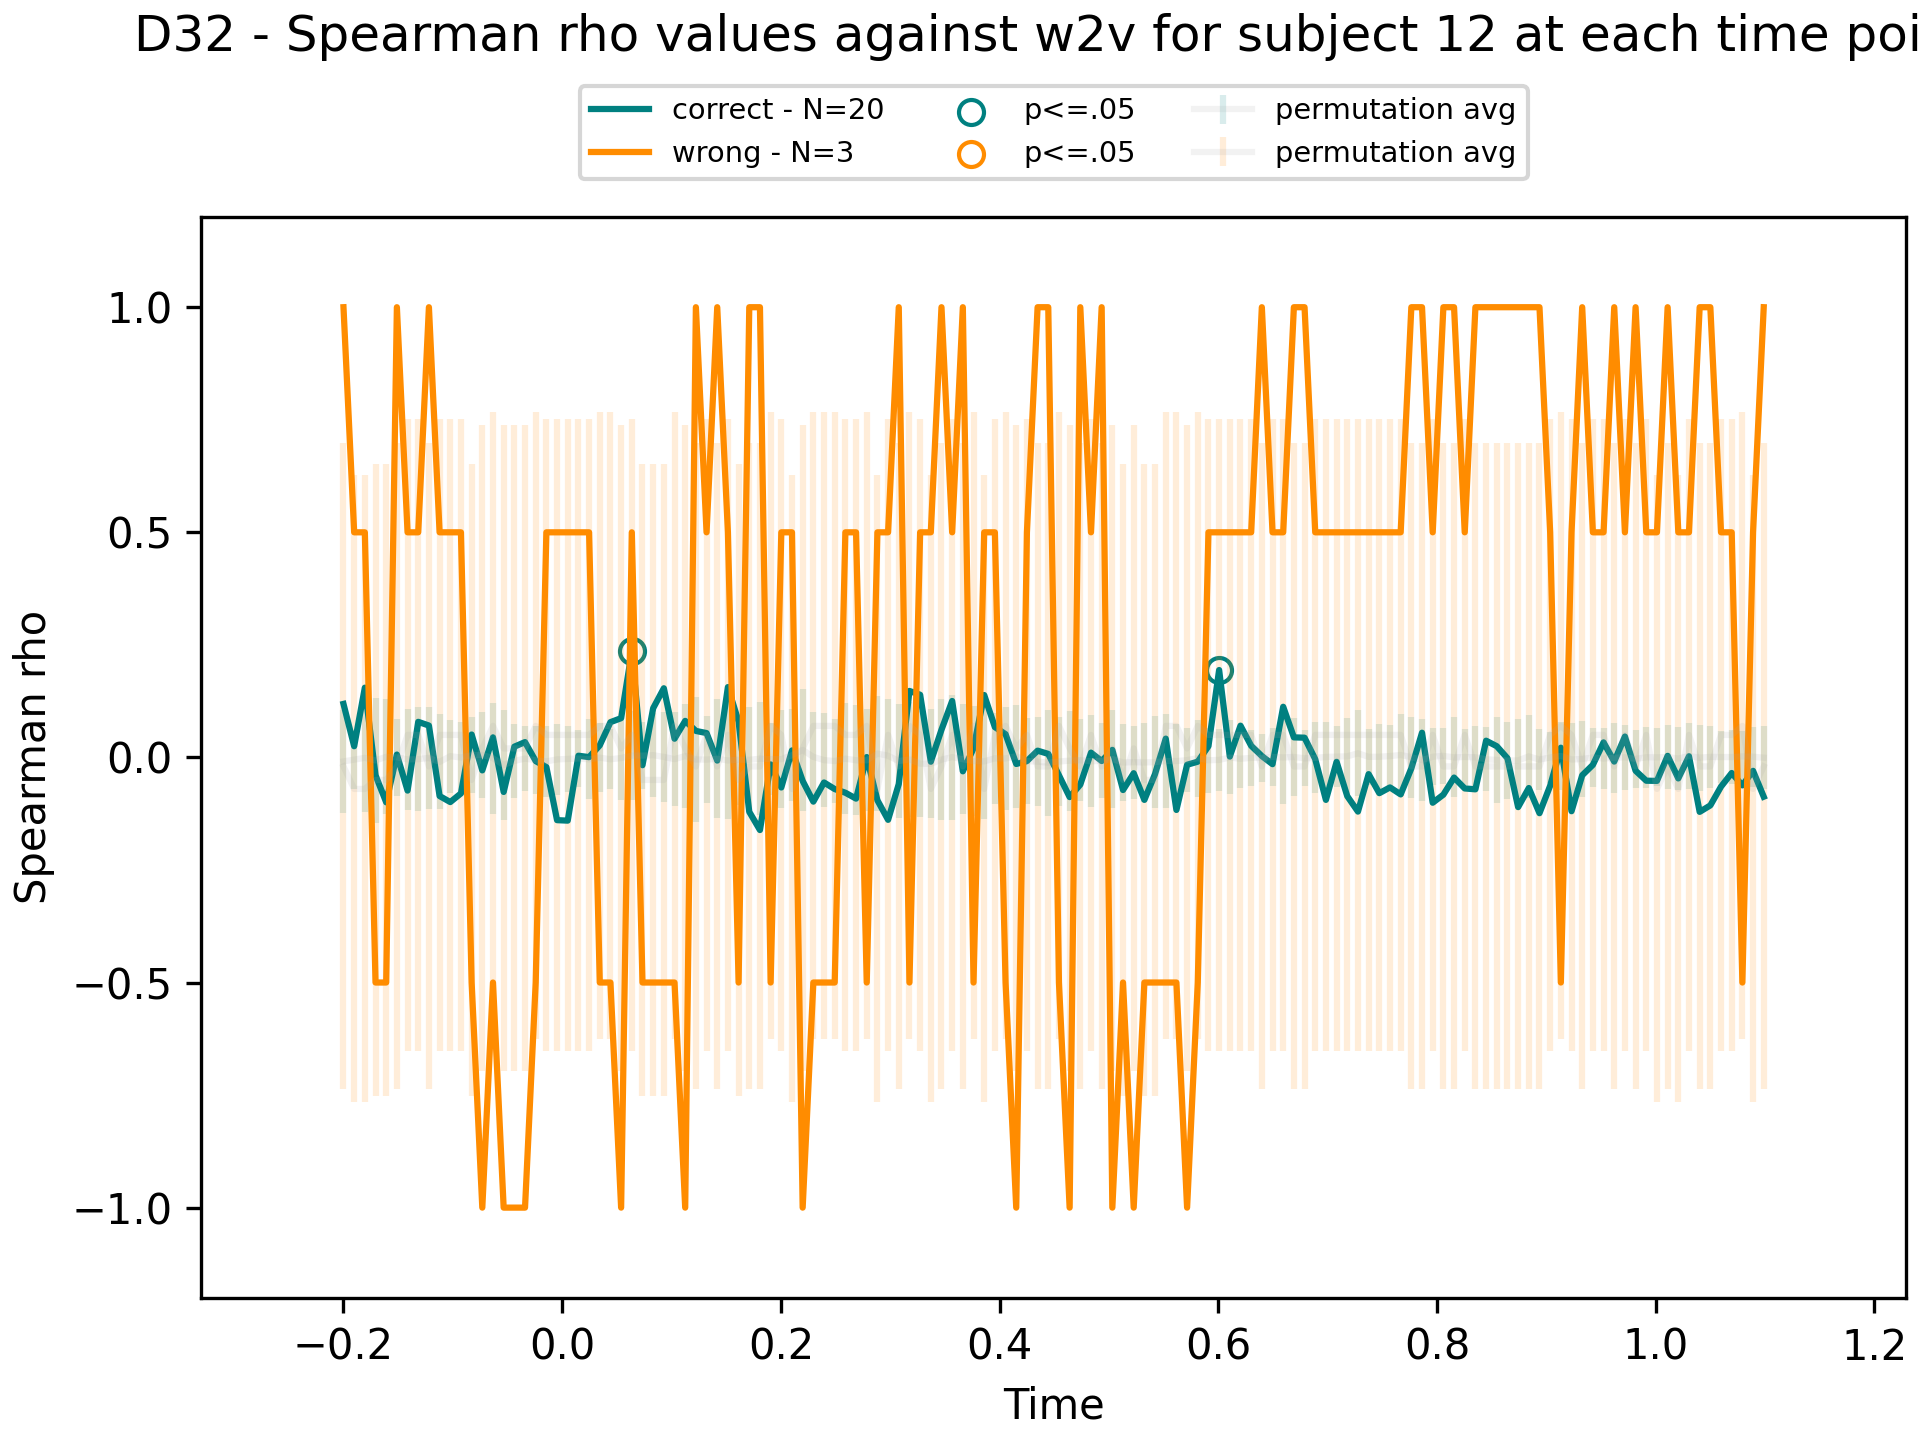 D32 - Spearman rho values against w2v for subject 12 at each time poi
correct - N=20 p<=.05 permutation avg
wrong - N=3 p<=.05 permutation avg
1.0
0.5
0.0
−0.5
−1.0
Spearman rho
−0.2 0.0 0.2 0.4 0.6 0.8 1.0 1.2
Time